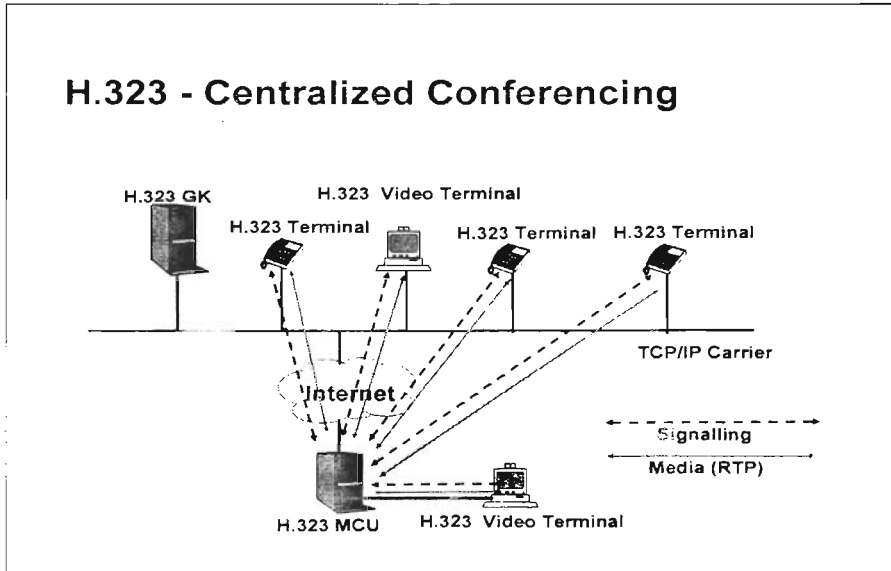 H.323 - Centralized Conferencing
H.323 GK
H.323 Video Terminal
H.323 Terminal
H.323 Terminal
H.323 Terminal
TCP/IP Carrier
Internet
Signalling
Media (RTP)
H.323 MCU
H.323 Video Terminal